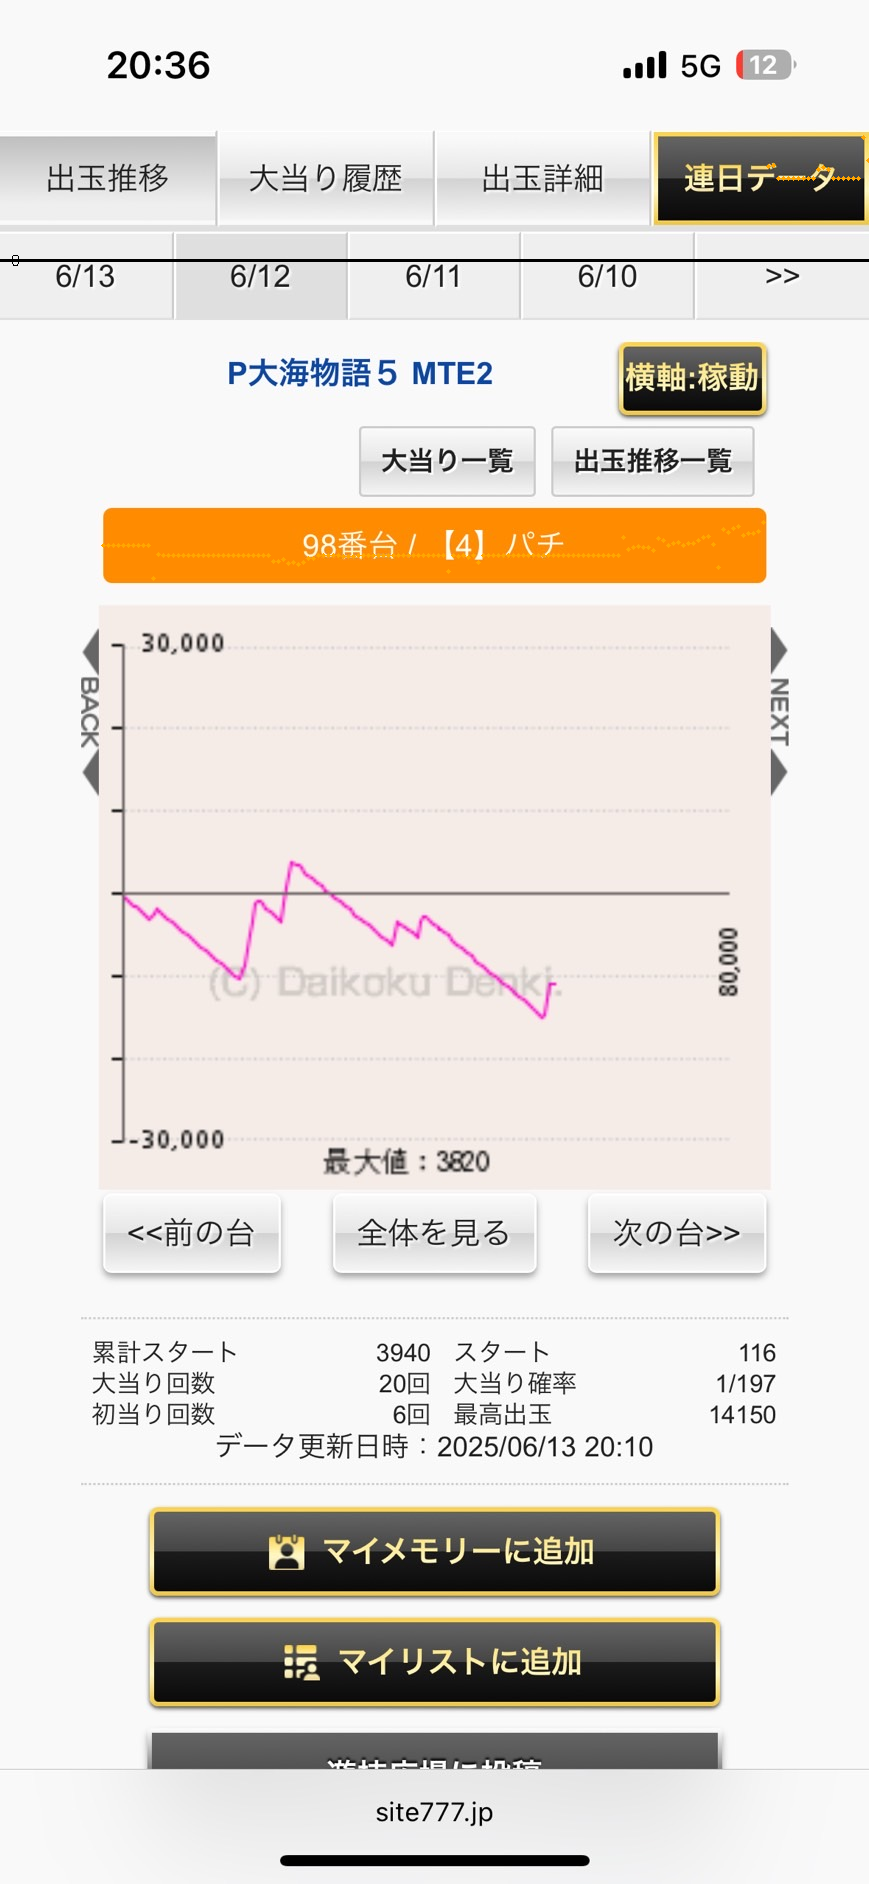 20:36 5G 12
出玉推移 大当り履歴 出玉詳細 連日データ
6/13 6/12 6/11 6/10 >>
P大海物語5 MTE2 横軸:稼動
大当り一覧 出玉推移一覧
98番台 / 【4】パチ
30,000
BACK
NEXT
80,000
(C) Daikoku Denki.
-30,000
最大値：3820
<<前の台 全体を見る 次の台>>
累計スタート 3940 スタート 116
大当り回数 20回 大当り確率 1/197
初当り回数 6回 最高出玉 14150
データ更新日時：2025/06/13 20:10
マイメモリーに追加
マイリストに追加
遊技広場に投稿
site777.jp